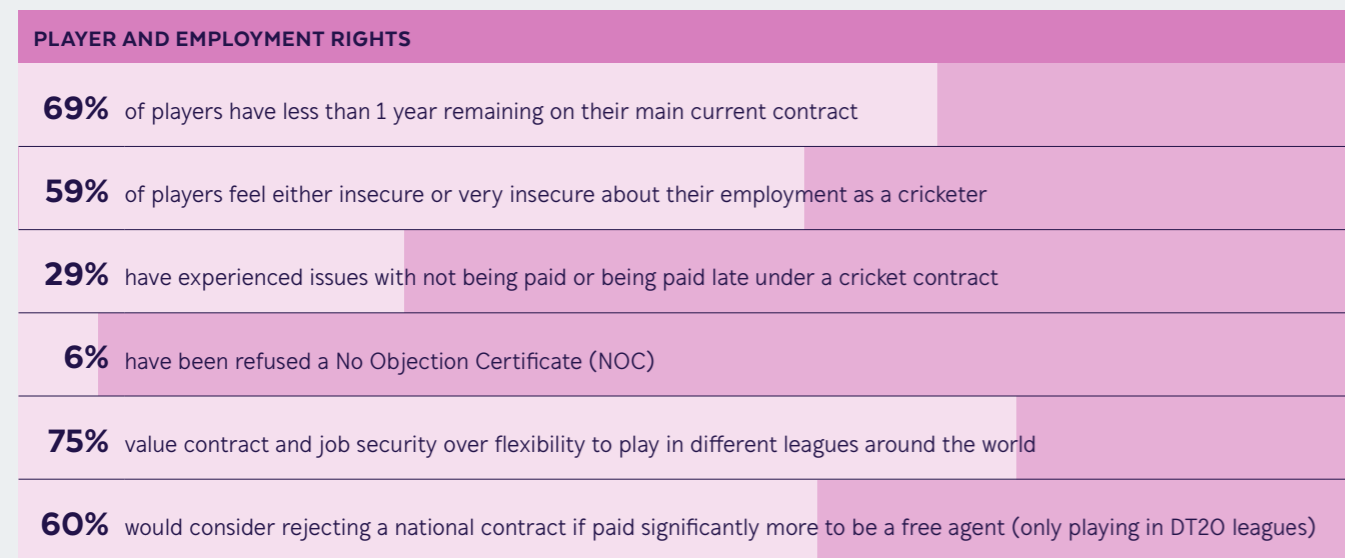 PLAYER AND EMPLOYMENT RIGHTS
69% of players have less than 1 year remaining on their main current contract
59% of players feel either insecure or very insecure about their employment as a cricketer
29% have experienced issues with not being paid or being paid late under a cricket contract
6% have been refused a No Objection Certificate (NOC)
75% value contract and job security over flexibility to play in different leagues around the world
60% would consider rejecting a national contract if paid significantly more to be a free agent (only playing in DT20 leagues)